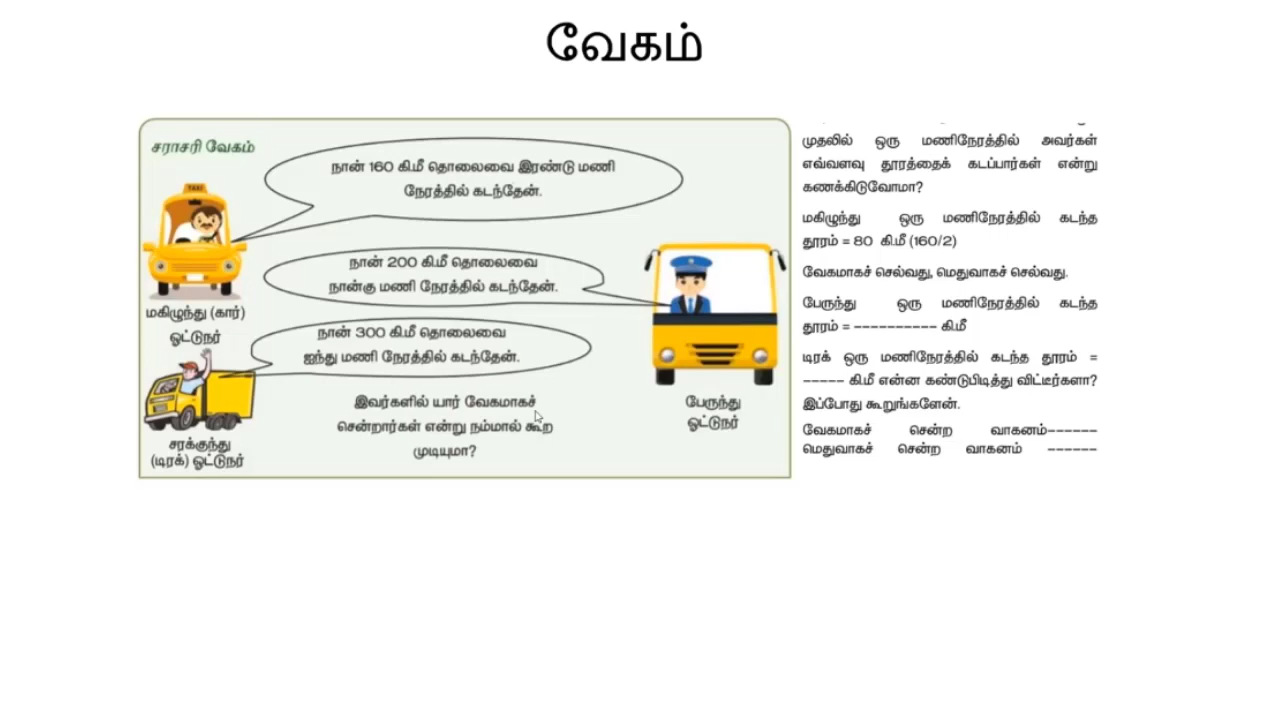 வேகம்
சராசரி வேகம்
நான் 160 கி.மீ தொலைவை இரண்டு மணி
நேரத்தில் கடந்தேன்.
TAXI
நான் 200 கி.மீ தொலைவை
நான்கு மணி நேரத்தில் கடந்தேன்.
மகிழுந்து (கார்)
ஓட்டுநர்
நான் 300 கி.மீ தொலைவை
ஐந்து மணி நேரத்தில் கடந்தேன்.
பேருந்து
ஓட்டுநர்
சரக்குந்து
(டிரக்) ஓட்டுநர்
இவர்களில் யார் வேகமாகச்
சென்றார்கள் என்று நம்மால் கூற
முடியுமா?
முதலில் ஒரு மணிநேரத்தில் அவர்கள்
எவ்வளவு தூரத்தைக் கடப்பார்கள் என்று
கணக்கிடுவோமா?
மகிழுந்து ஒரு மணிநேரத்தில் கடந்த
தூரம் = 80 கி.மீ (160/2)
வேகமாகச் செல்வது, மெதுவாகச் செல்வது.
பேருந்து ஒரு மணிநேரத்தில் கடந்த
தூரம் = ---------- கி.மீ
டிரக் ஒரு மணிநேரத்தில் கடந்த தூரம் =
----- கி.மீ என்ன கண்டுபிடித்து விட்டீர்களா?
இப்போது கூறுங்களேன்.
வேகமாகச் சென்ற வாகனம்------
மெதுவாகச் சென்ற வாகனம் ------